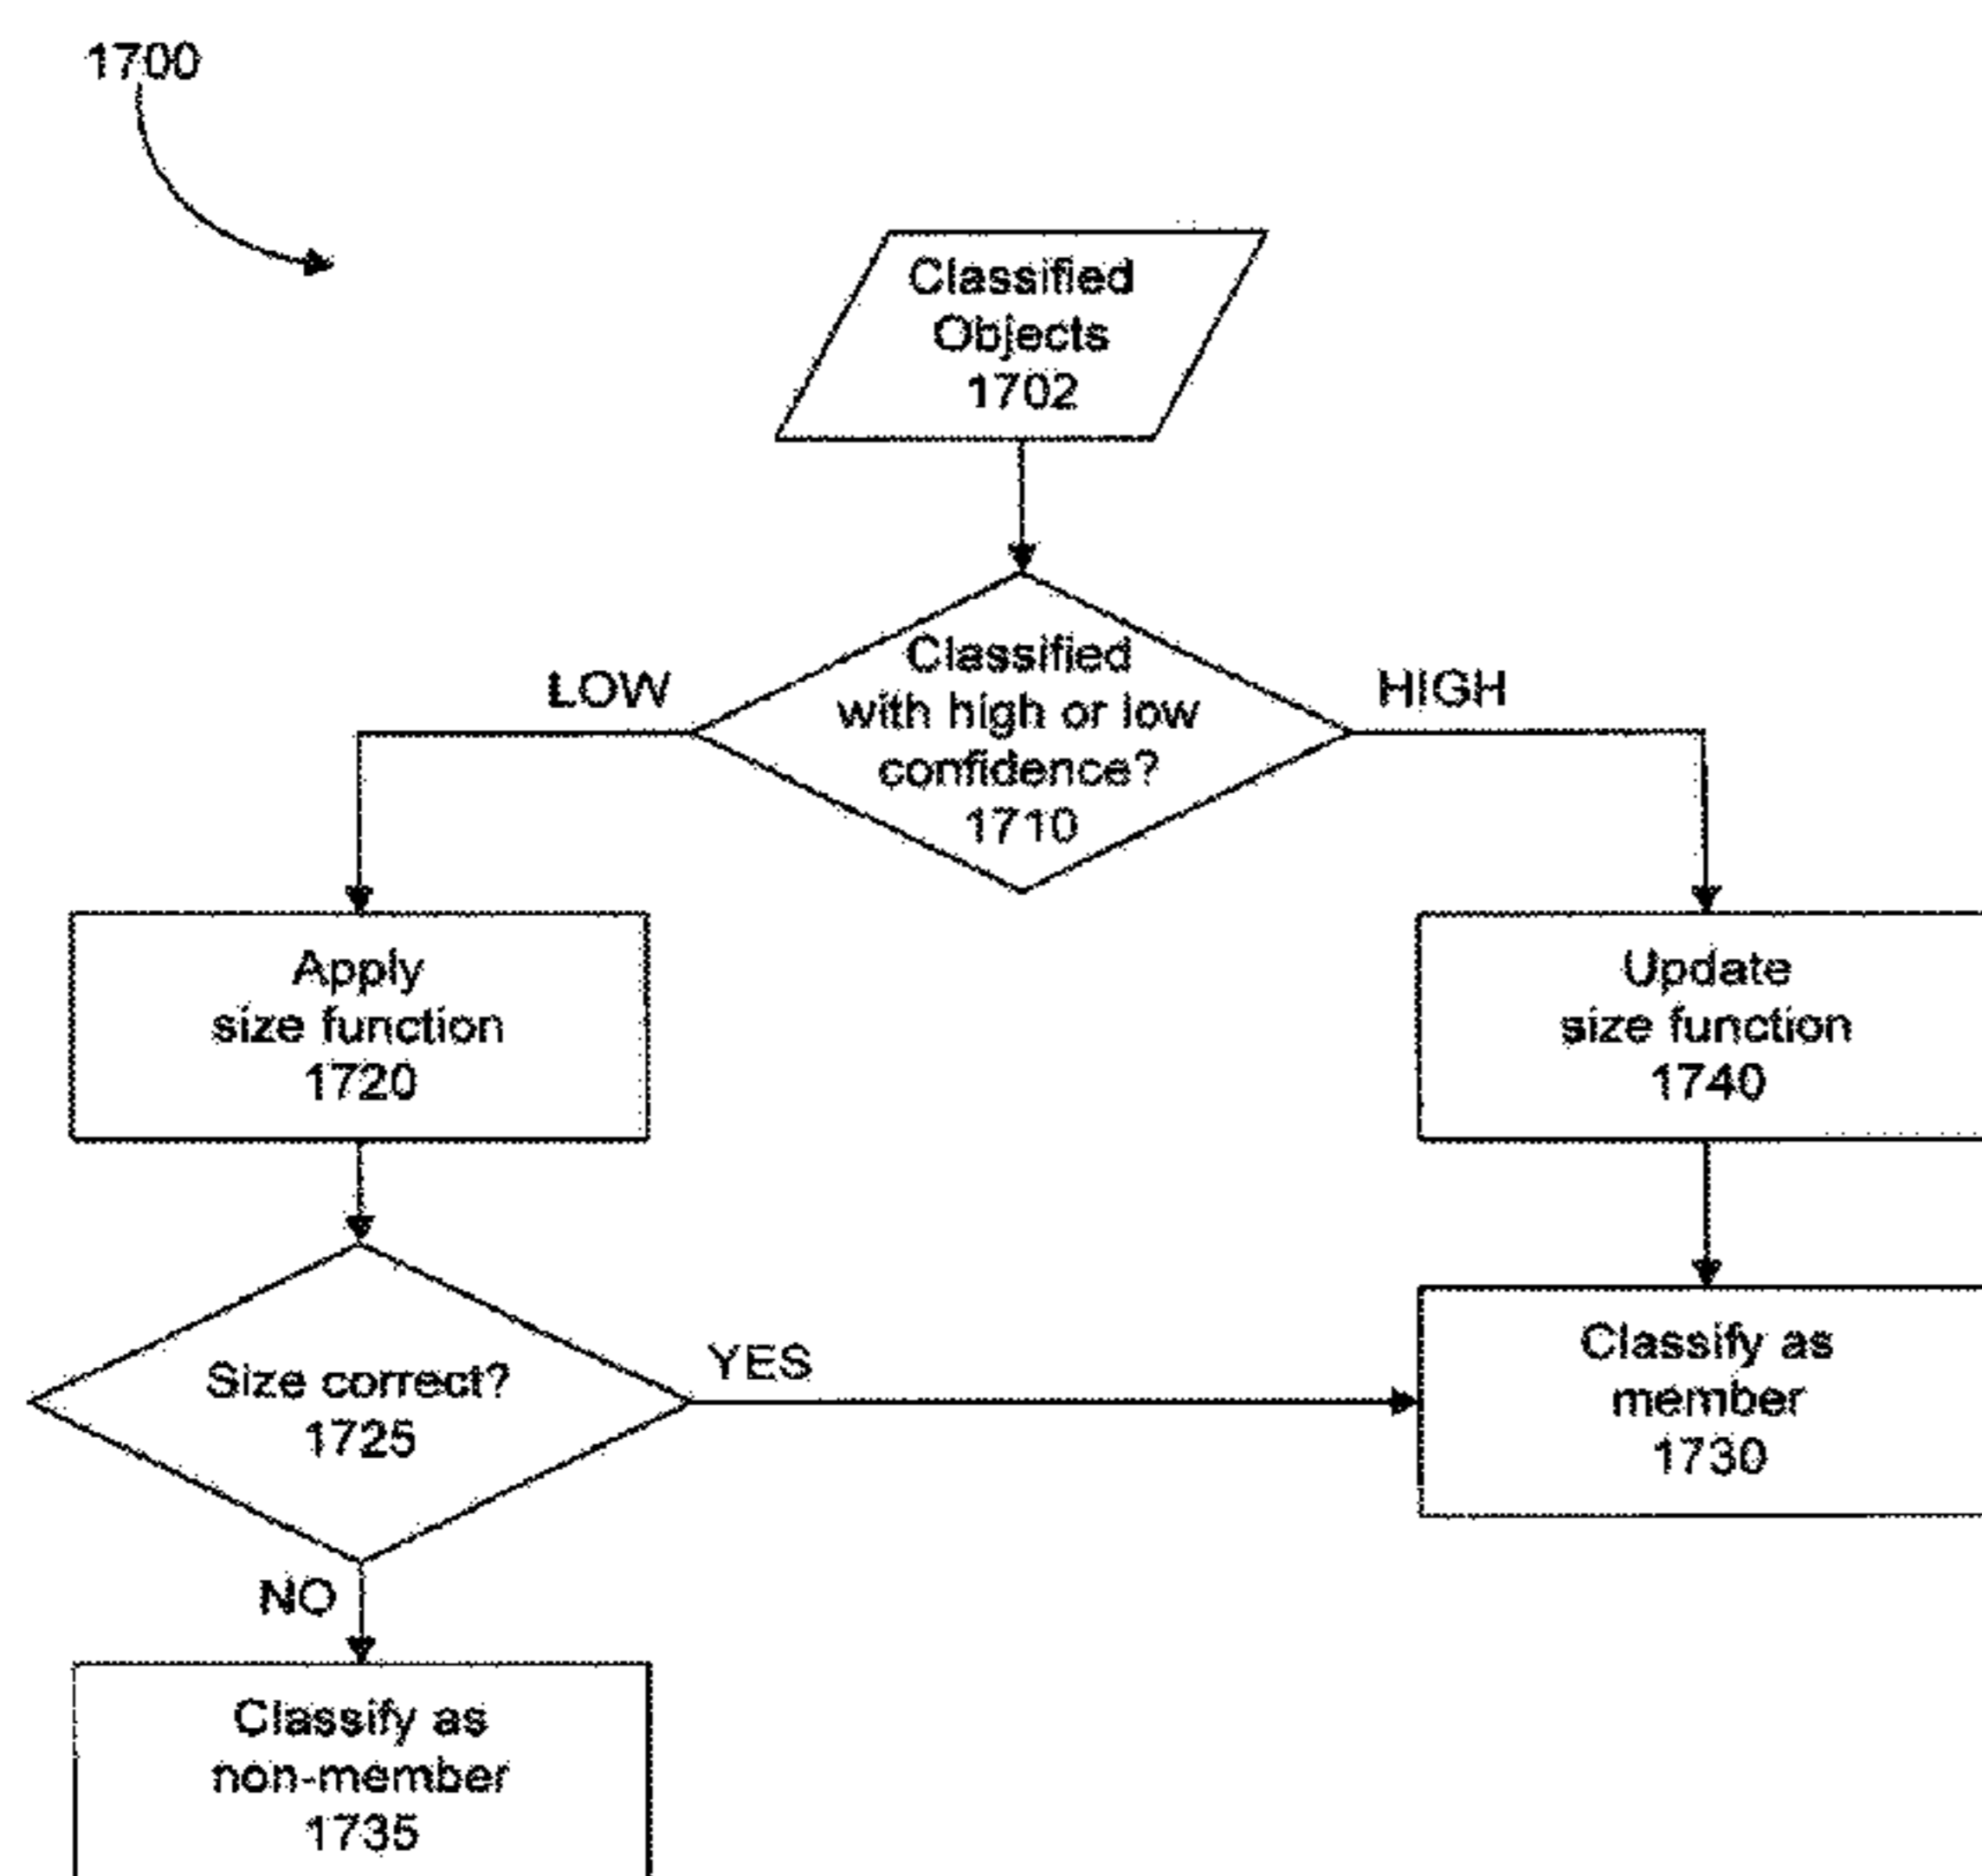 1700
Classified
Objects
1702
Classified
with high or low
confidence?
1710
LOW
HIGH
Apply
size function
1720
Update
size function
1740
Size correct?
1725
YES
Classify as
member
1730
NO
Classify as
non-member
1735